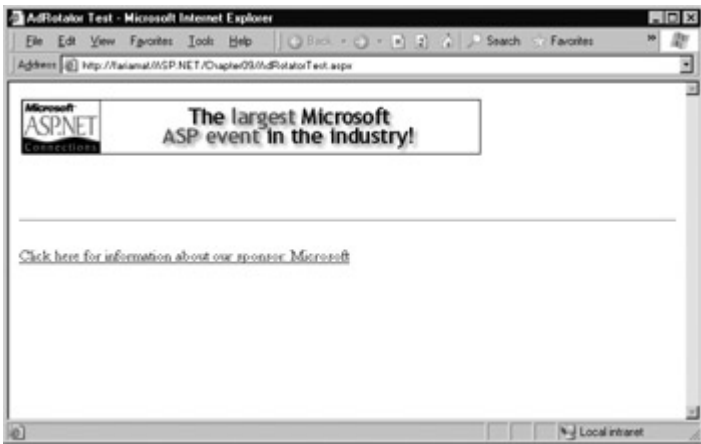 AdRotator Test - Microsoft Internet Explorer
File Edit View Favorites Tools Help
Back Search Favorites »
Address http://fariamat/ASP.NET/Chapter09/AdRotatorTest.aspx
Microsoft
ASP.NET
Connections
The largest Microsoft
ASP event in the industry!
Click here for information about our sponsor: Microsoft
Local intranet